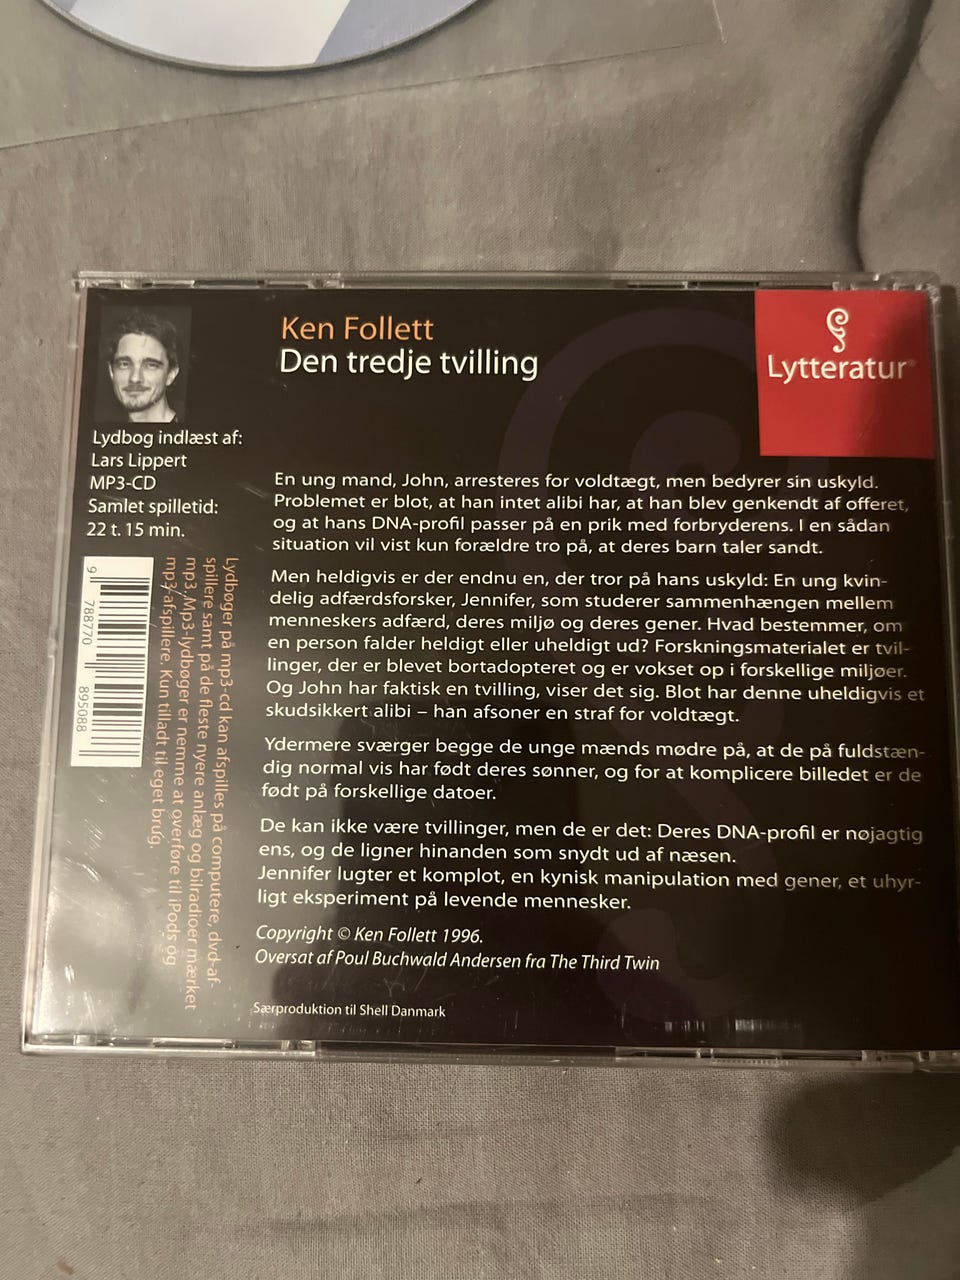 Ken Follett
Den tredje tvilling
Lytteratur®
Lydbog indlæst af:
Lars Lippert
MP3-CD
Samlet spilletid:
22 t. 15 min.
En ung mand, John, arresteres for voldtægt, men bedyrer sin uskyld.
Problemet er blot, at han intet alibi har, at han blev genkendt af offeret,
og at hans DNA-profil passer på en prik med forbryderens. I en sådan
situation vil vist kun forældre tro på, at deres barn taler sandt.
Men heldigvis er der endnu en, der tror på hans uskyld: En ung kvin-
delig adfærdsforsker, Jennifer, som studerer sammenhængen mellem
menneskers adfærd, deres miljø og deres gener. Hvad bestemmer, om
en person falder heldigt eller uheldigt ud? Forskningsmaterialet er tvil-
linger, der er blevet bortadopteret og er vokset op i forskellige miljøer.
Og John har faktisk en tvilling, viser det sig. Blot har denne uheldigvis et
skudsikkert alibi – han afsoner en straf for voldtægt.
Ydermere sværger begge de unge mænds mødre på, at de på fuldstæn-
dig normal vis har født deres sønner, og for at komplicere billedet er de
født på forskellige datoer.
De kan ikke være tvillinger, men de er det: Deres DNA-profil er nøjagtig
ens, og de ligner hinanden som snydt ud af næsen.
Jennifer lugter et komplot, en kynisk manipulation med gener, et uhyr-
ligt eksperiment på levende mennesker.
Copyright © Ken Follett 1996.
Oversat af Poul Buchwald Andersen fra The Third Twin
Særproduktion til Shell Danmark
Lydbøger på mp3-cd kan afspilles på computere, dvd-af-
spillere samt på de fleste nyere anlæg og bilradioer mærket
mp3. Mp3-lydbøger er nemme at overføre til iPods og
mp3-afspillere. Kun tilladt til eget brug.
9 788770 895088